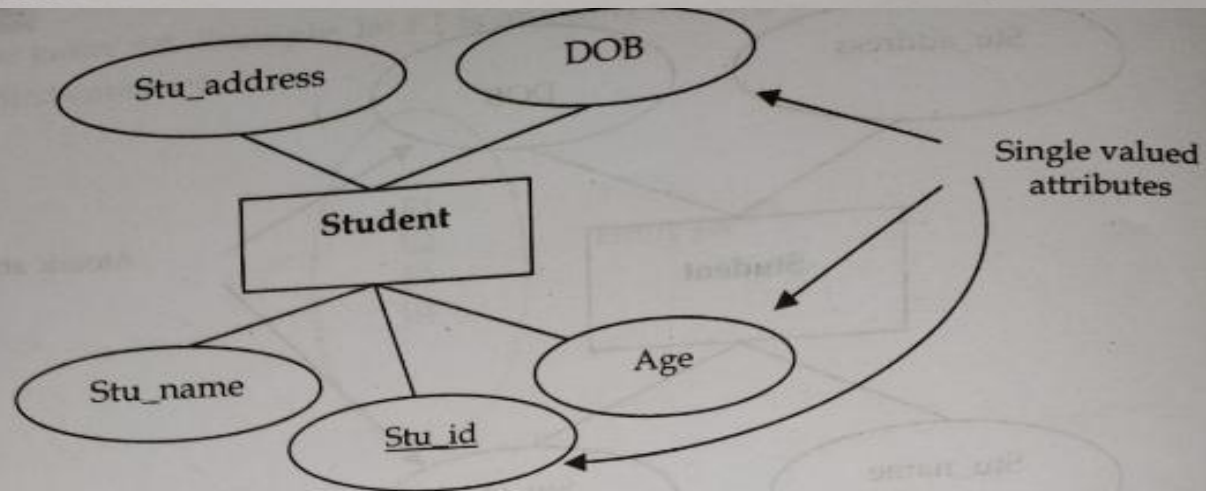 Stu_address
DOB
Single valued
attributes
Student
Age
Stu_name
Stu_id